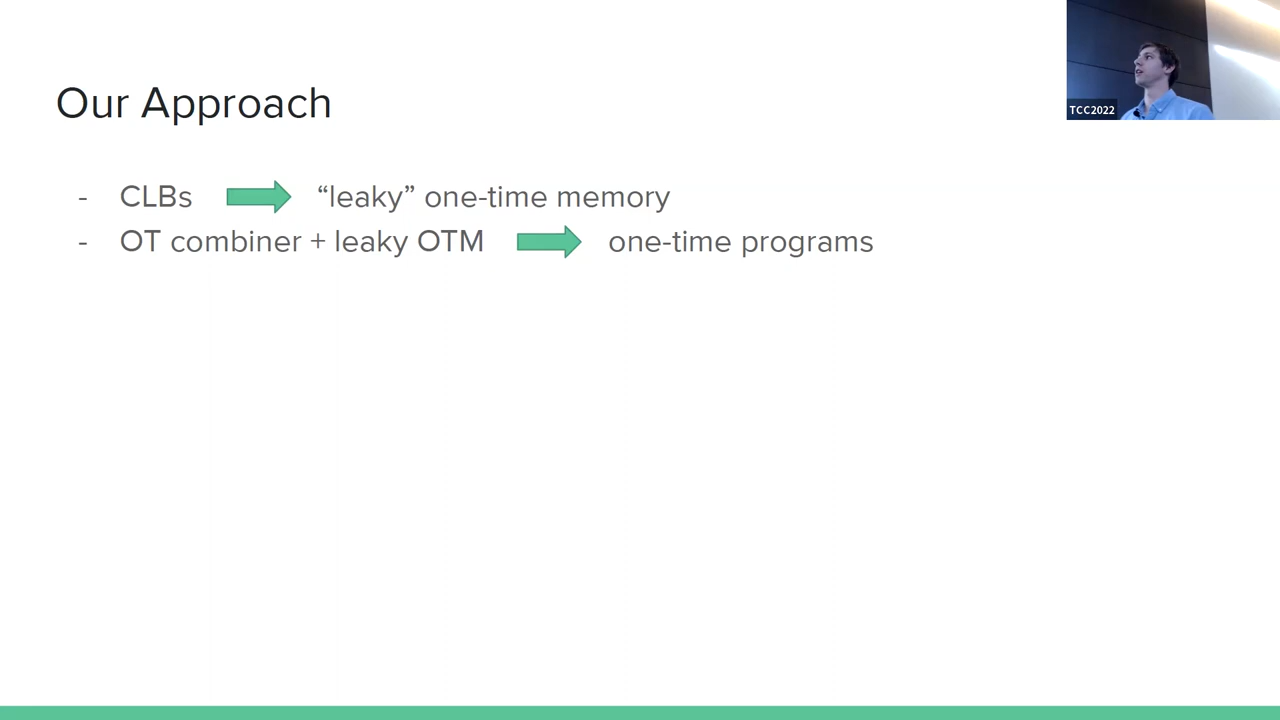 Our Approach
TCC2022
- CLBs “leaky” one-time memory
- OT combiner + leaky OTM one-time programs